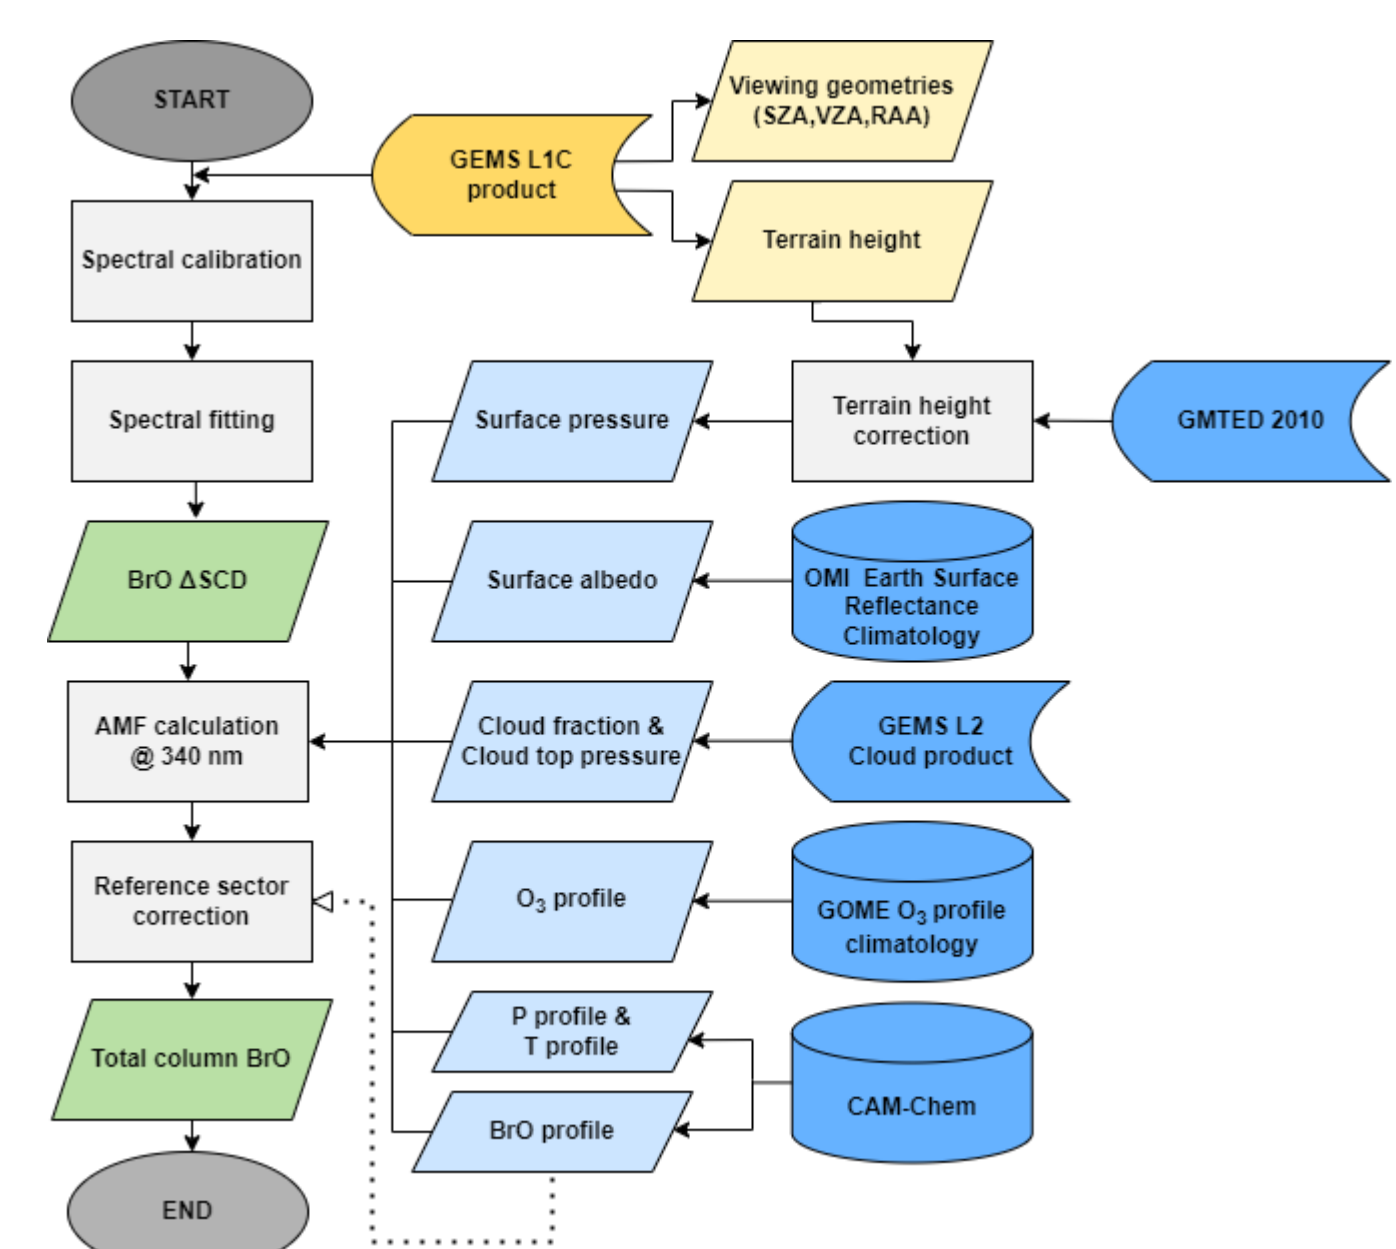 START
GEMS L1C
product
Viewing geometries
(SZA,VZA,RAA)
Terrain height
Spectral calibration
Spectral fitting
Surface pressure
Terrain height
correction
GMTED 2010
BrO ΔSCD
Surface albedo
OMI Earth Surface
Reflectance
Climatology
AMF calculation
@ 340 nm
Cloud fraction &
Cloud top pressure
GEMS L2
Cloud product
Reference sector
correction
O₃ profile
GOME O₃ profile
climatology
Total column BrO
P profile &
T profile
BrO profile
CAM-Chem
END